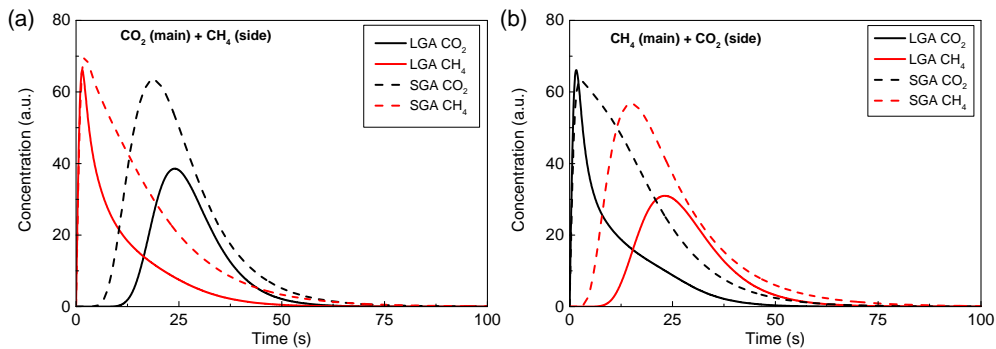 (a)
CO₂ (main) + CH₄ (side)
LGA CO₂
LGA CH₄
SGA CO₂
SGA CH₄
Concentration (a.u.)
80
60
40
20
0
0 25 50 75 100
Time (s)
(b)
CH₄ (main) + CO₂ (side)
LGA CO₂
LGA CH₄
SGA CO₂
SGA CH₄
Concentration (a.u.)
80
60
40
20
0
0 25 50 75 100
Time (s)